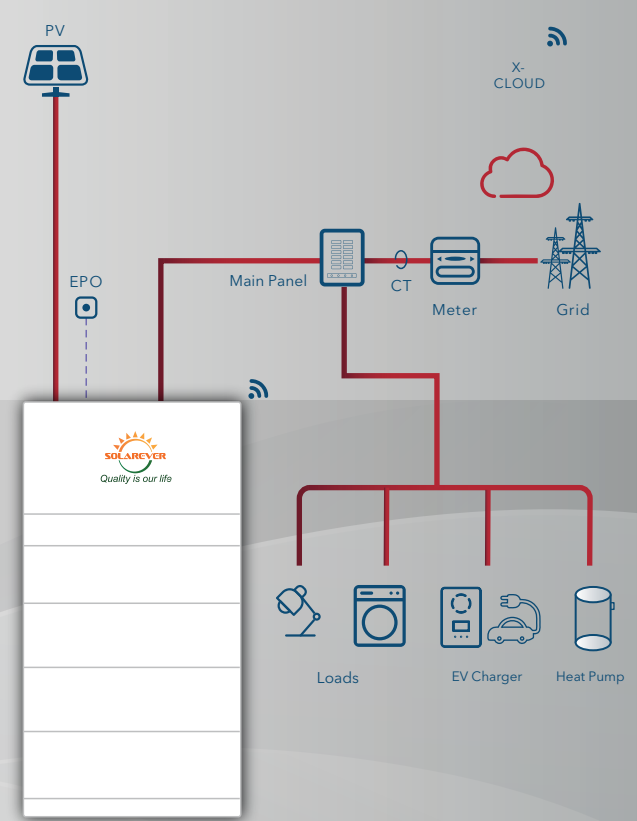 PV
X-
CLOUD
EPO
Main Panel
CT
Meter
Grid
SOLAREVER
Quality is our life
Loads
EV Charger
Heat Pump